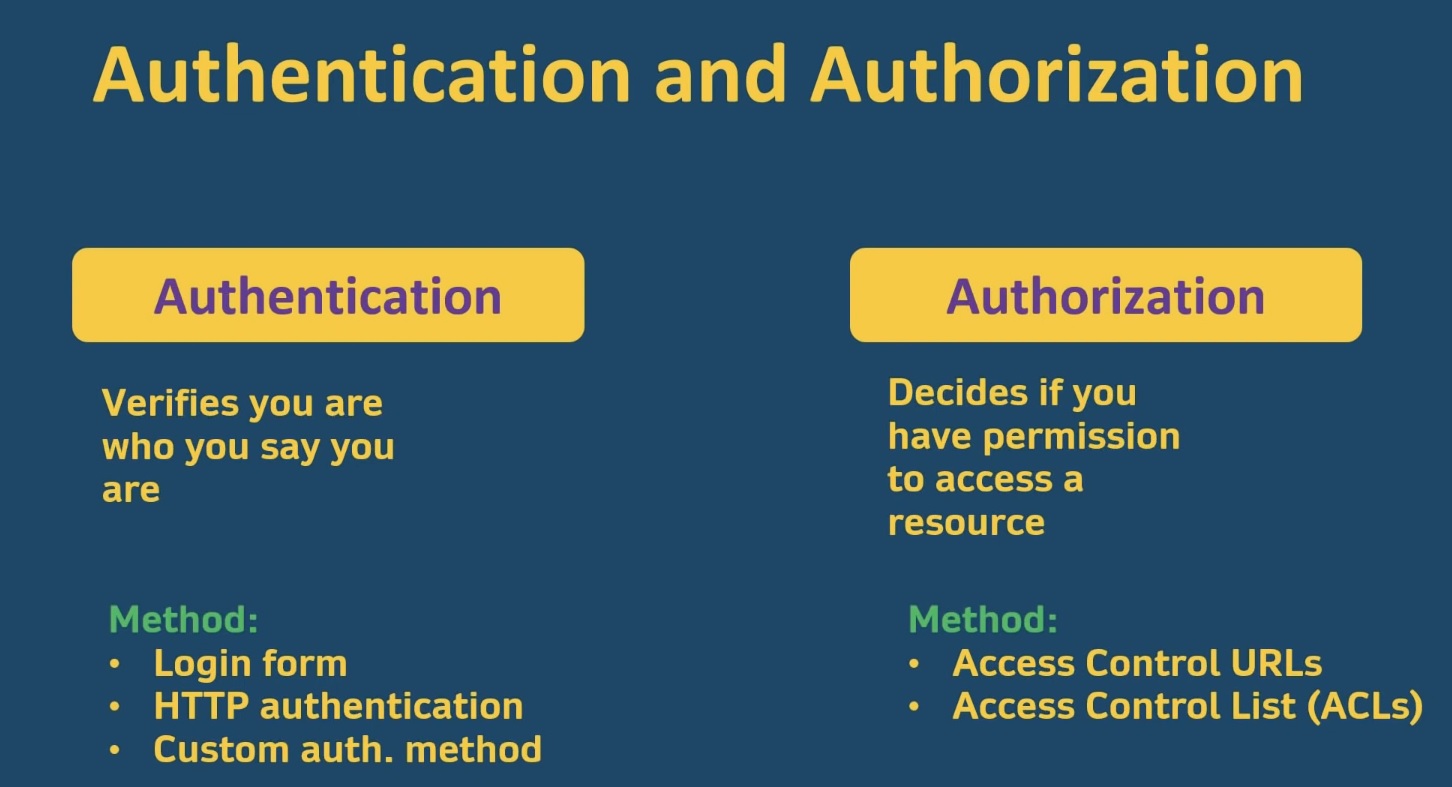 Authentication and Authorization
Authentication
Verifies you are
who you say you
are
Method:
• Login form
• HTTP authentication
• Custom auth. method
Authorization
Decides if you
have permission
to access a
resource
Method:
• Access Control URLs
• Access Control List (ACLs)